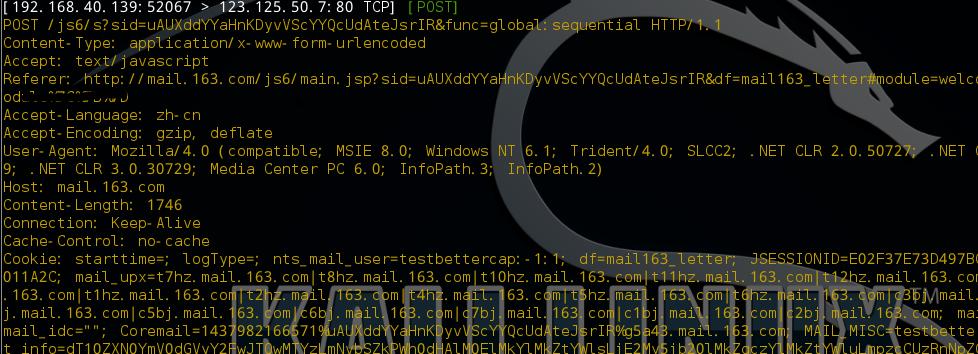 [192.168.40.139:52067 > 123.125.50.7:80 TCP] [POST]
POST /js6/s?sid=uAUXddYYaHnKDyvVScYYQcUdAteJsrIR&func=global:sequential HTTP/1.1
Content-Type: application/x-www-form-urlencoded
Accept: text/javascript
Referer: http://mail.163.com/js6/main.jsp?sid=uAUXddYYaHnKDyvVScYYQcUdAteJsrIR&df=mail163_letter#module=welco
Accept-Language: zh-cn
Accept-Encoding: gzip, deflate
User-Agent: Mozilla/4.0 (compatible; MSIE 8.0; Windows NT 6.1; Trident/4.0; SLCC2; .NET CLR 2.0.50727; .NET
9; .NET CLR 3.0.30729; Media Center PC 6.0; InfoPath.3; InfoPath.2)
Host: mail.163.com
Content-Length: 1746
Connection: Keep-Alive
Cache-Control: no-cache
Cookie: starttime=; logType=; nts_mail_user=testbettercap:-1:1; df=mail163_letter;
011A2C; mail_upx=t7hz.mail.163.com|t8hz.mail.163.com|t10hz.mail.163.com|t11hz.mail.163.com|t12hz.mail.163.co
.163.com|t1hz.mail.163.com|t2hz.mail.163.com|t4hz.mail.163.com|t5hz.mail.163.com|t6hz.mail.163.com|c3bj.mail
j.mail.163.com|c5bj.mail.163.com|c6bj.mail.163.com|c7bj.mail.163.com|c1bj.mail.163.com|c2bj.mail.163.com;
mail_idc=""; Coremail=1437982166571%uAUXddYYaHnKDyvVScYYQcUdAteJsrIR%g5a43.mail.163.com; MAIL_MISC=testbette
KALI LINUX
TM